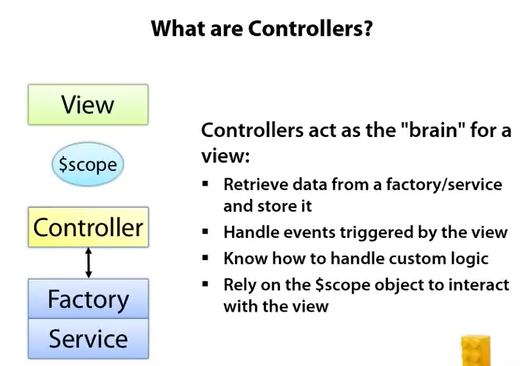 What are Controllers?
View
$scope
Controller
Factory
Service
Controllers act as the "brain" for a
view:
▪ Retrieve data from a factory/service
and store it
▪ Handle events triggered by the view
▪ Know how to handle custom logic
▪ Rely on the $scope object to interact
with the view